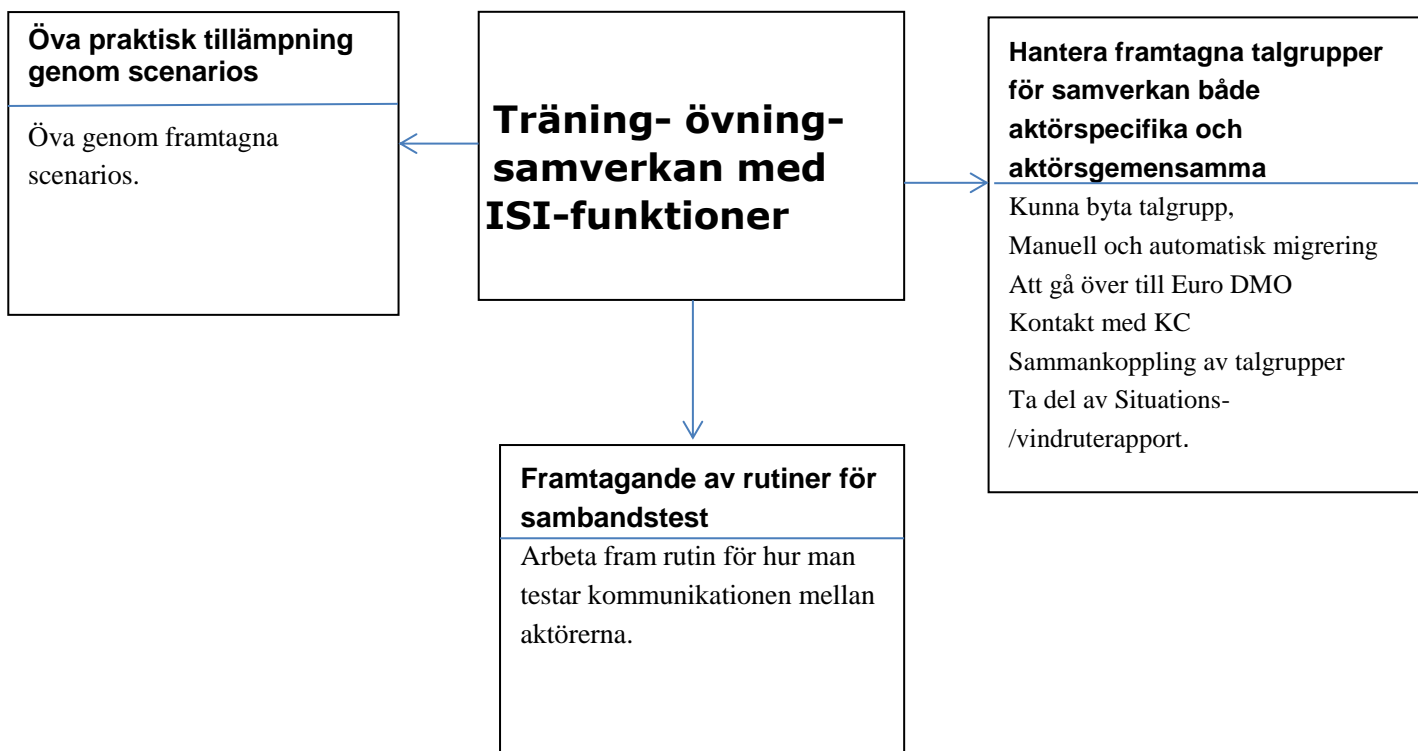 Öva praktisk tillämpning
genom scenarios
Öva genom framtagna
scenarios.
Träning- övning-
samverkan med
ISI-funktioner
Hantera framtagna talgrupper
för samverkan både
aktörspecifika och
aktörsgemensamma
Kunna byta talgrupp,
Manuell och automatisk migrering
Att gå över till Euro DMO
Kontakt med KC
Sammankoppling av talgrupper
Ta del av Situations-
/vindruterapport.
Framtagande av rutiner för
sambandstest
Arbeta fram rutin för hur man
testar kommunikationen mellan
aktörerna.